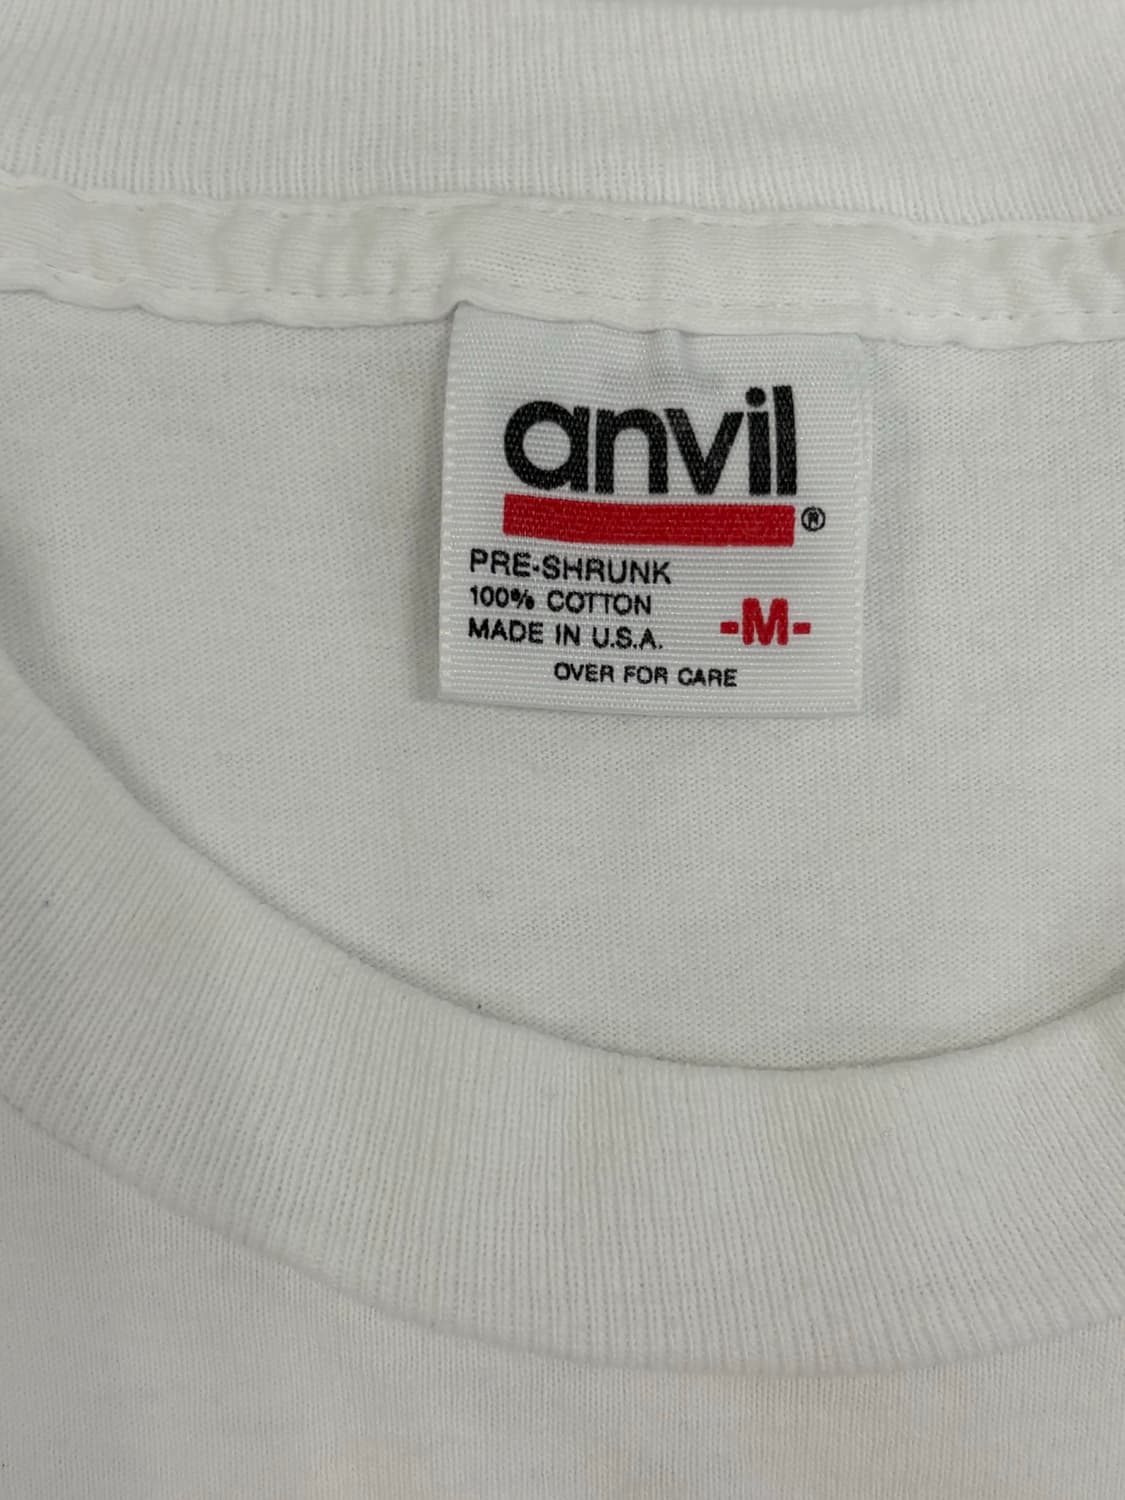 anvil®
PRE-SHRUNK
100% COTTON
MADE IN U.S.A.
-M-
OVER FOR CARE